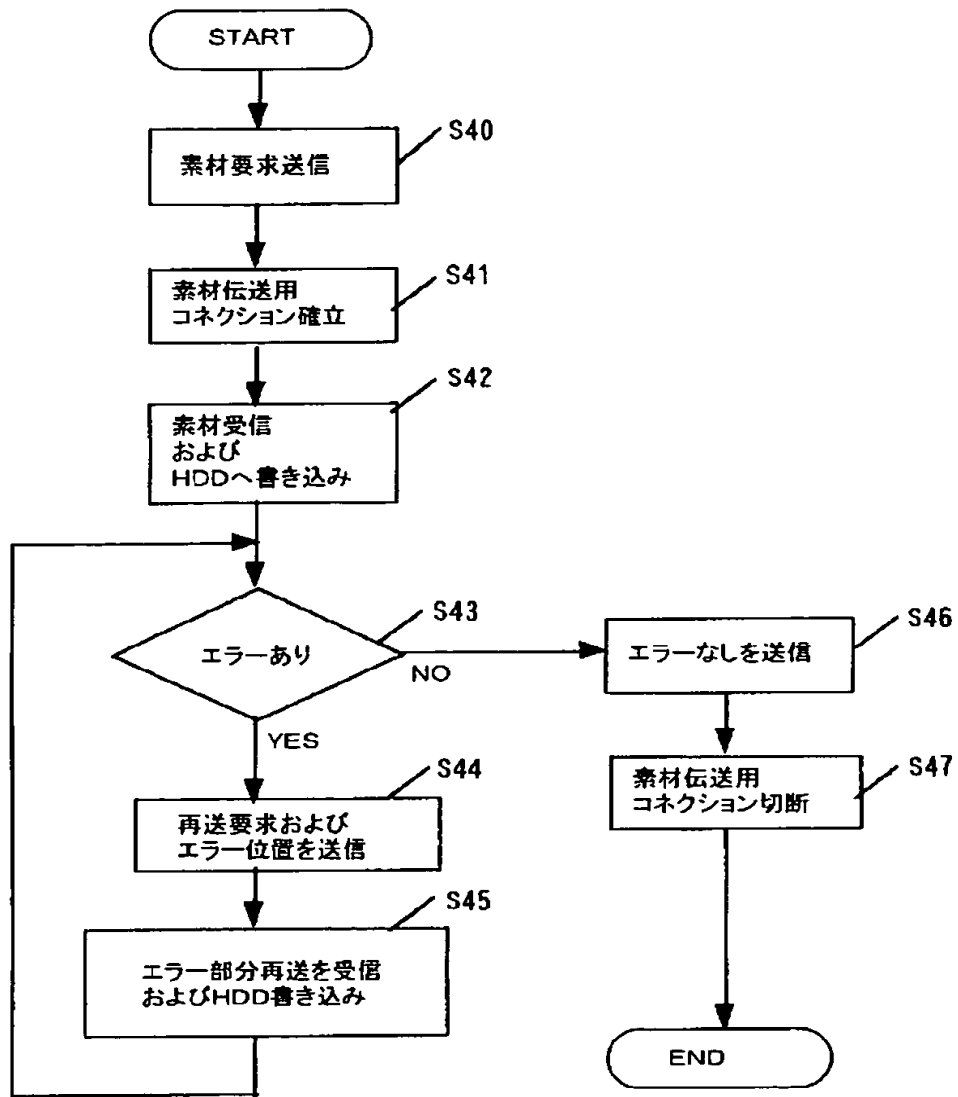 START
S40
素材要求送信
S41
素材伝送用
コネクション確立
S42
素材受信
および
HDDへ書き込み
S43
エラーあり
NO
YES
S44
再送要求および
エラー位置を送信
S45
エラー部分再送を受信
およびHDD書き込み
S46
エラーなしを送信
S47
素材伝送用
コネクション切断
END